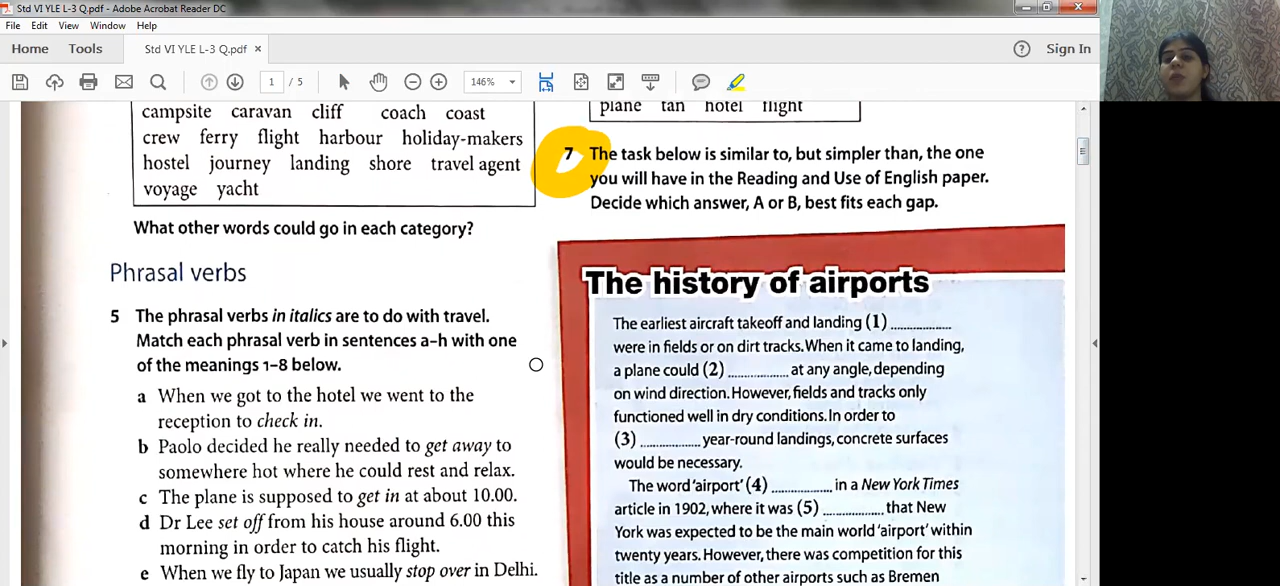 Std VI YLE L-3 Q.pdf - Adobe Acrobat Reader DC
File Edit View Window Help
Home Tools Std VI YLE L-3 Q.pdf × Sign In
1 / 5 146%
campsite caravan cliff coach coast
crew ferry flight harbour holiday-makers
hostel journey landing shore travel agent
voyage yacht
What other words could go in each category?
Phrasal verbs
5 The phrasal verbs in italics are to do with travel.
Match each phrasal verb in sentences a–h with one
of the meanings 1–8 below.
a When we got to the hotel we went to the
reception to check in.
b Paolo decided he really needed to get away to
somewhere hot where he could rest and relax.
c The plane is supposed to get in at about 10.00.
d Dr Lee set off from his house around 6.00 this
morning in order to catch his flight.
e When we fly to Japan we usually stop over in Delhi.
plane tan hotel flight
7 The task below is similar to, but simpler than, the one
you will have in the Reading and Use of English paper.
Decide which answer, A or B, best fits each gap.
The history of airports
The earliest aircraft takeoff and landing (1) ...............
were in fields or on dirt tracks. When it came to landing,
a plane could (2) ............... at any angle, depending
on wind direction. However, fields and tracks only
functioned well in dry conditions. In order to
(3) ............... year-round landings, concrete surfaces
would be necessary.
The word 'airport' (4) ............... in a New York Times
article in 1902, where it was (5) ............... that New
York was expected to be the main world 'airport' within
twenty years. However, there was competition for this
title as a number of other airports such as Bremen